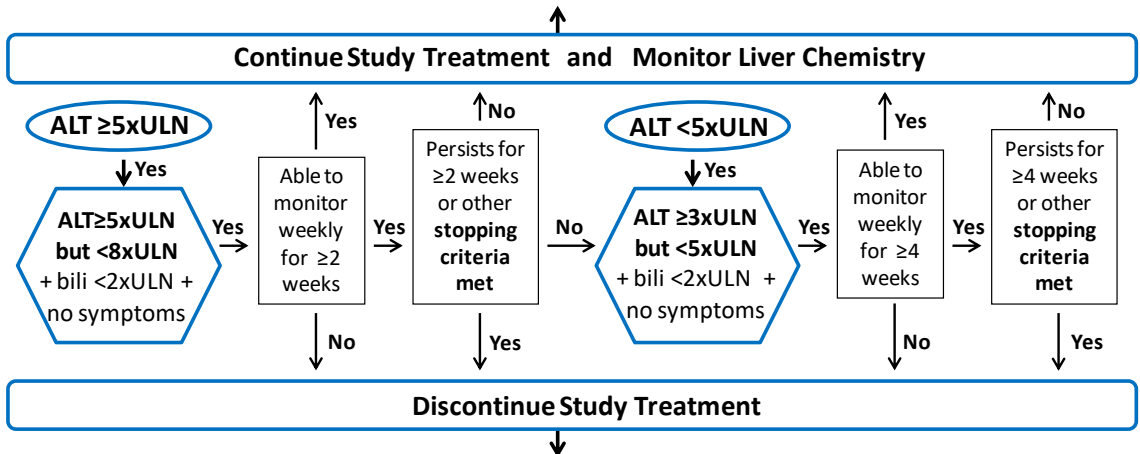 Continue Study Treatment and Monitor Liver Chemistry
ALT ≥5xULN
Yes
ALT≥5xULN
but <8xULN
+ bili <2xULN +
no symptoms
Yes
Yes
Able to
monitor
weekly
for ≥2
weeks
No
Yes
No
Persists for
≥2 weeks
or other
stopping
criteria
met
Yes
No
ALT <5xULN
Yes
ALT ≥3xULN
but <5xULN
+ bili <2xULN +
no symptoms
Yes
Yes
Able to
monitor
weekly
for ≥4
weeks
No
Yes
No
Persists for
≥4 weeks
or other
stopping
criteria
met
Yes
Discontinue Study Treatment